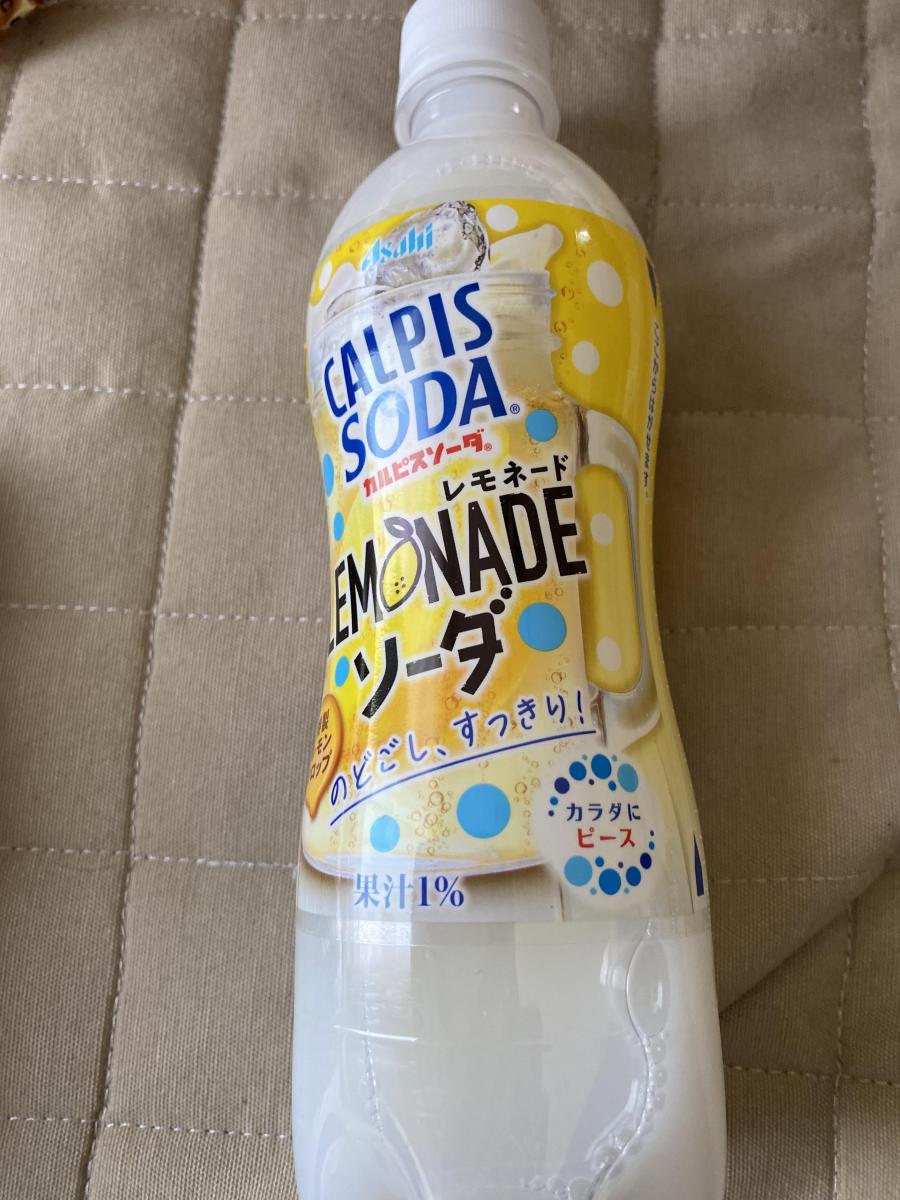 Asahi
CALPIS
SODA®
カルピスソーダ®
レモネード
LEMONADE
ソーダ
のどごし、すっきり!
カラダに
ピース
果汁1%